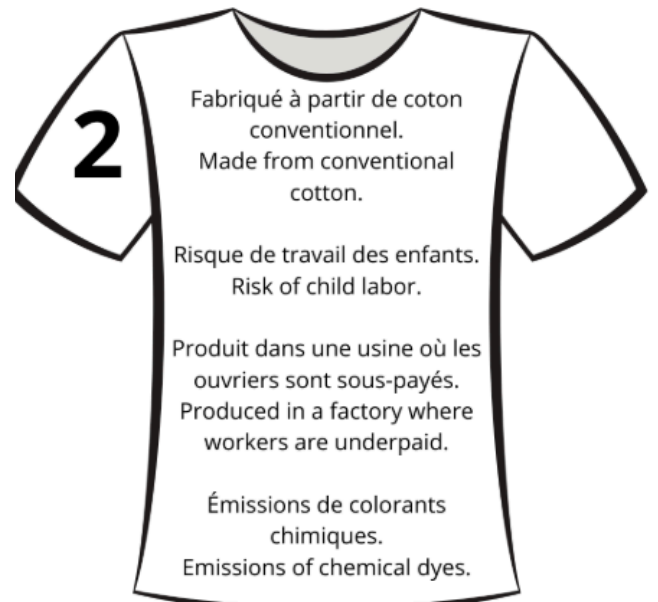 2
Fabriqué à partir de coton
conventionnel.
Made from conventional
cotton.
Risque de travail des enfants.
Risk of child labor.
Produit dans une usine où les
ouvriers sont sous-payés.
Produced in a factory where
workers are underpaid.
Émissions de colorants
chimiques.
Emissions of chemical dyes.